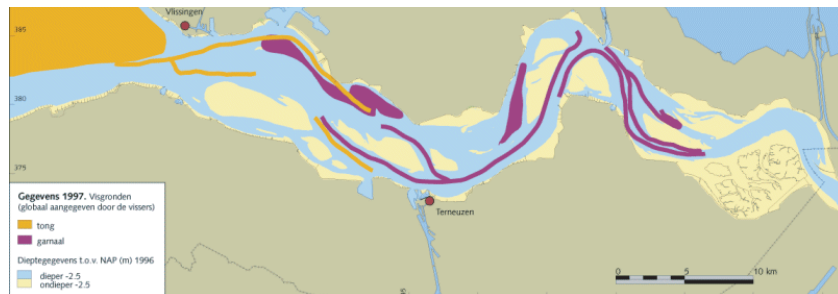 Vlissingen
385
380
375
Terneuzen
Gegevens 1997. Visgronden
(globaal aangegeven door de vissers)
tong
garnaal
Dieptegegevens t.o.v. NAP (m) 1996
dieper -2.5
ondieper -2.5
0 5 10 km